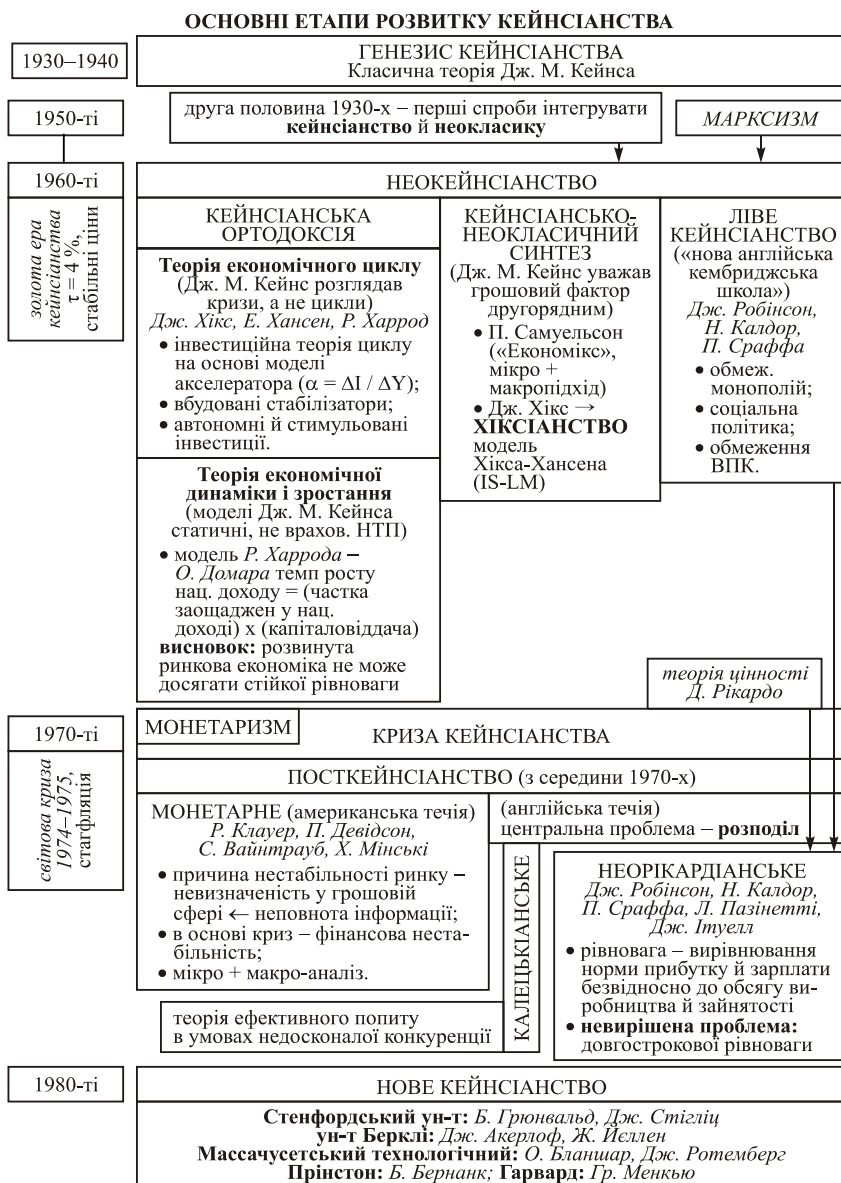 ОСНОВНІ ЕТАПИ РОЗВИТКУ КЕЙНСІАНСТВА
1930–1940
ГЕНЕЗИС КЕЙНСІАНСТВА
Класична теорія Дж. М. Кейнса
1950-ті
друга половина 1930-х – перші спроби інтегрувати
кейнсіанство й неокласику
МАРКСИЗМ
1960-ті
НЕОКЕЙНСІАНСТВО
золота ера
кейнсіанства
τ = 4 %,
стабільні ціни
КЕЙНСІАНСЬКА
ОРТОДОКСІЯ
Теорія економічного циклу
(Дж. М. Кейнс розглядав
кризи, а не цикли)
Дж. Хікс, Е. Хансен, Р. Харрод
• інвестиційна теорія циклу
на основі моделі
акселератора (α = ΔI / ΔY);
• вбудовані стабілізатори;
• автономні й стимульовані
інвестиції.
Теорія економічної
динаміки і зростання
(моделі Дж. М. Кейнса
статичні, не врахов. НТП)
• модель Р. Харрода –
О. Домара темп росту
нац. доходу = (частка
заощаджен у нац.
доході) х (капіталовіддача)
висновок: розвинута
ринкова економіка не може
досягати стійкої рівноваги
КЕЙНСІАНСЬКО-
НЕОКЛАСИЧНИЙ
СИНТЕЗ
(Дж. М. Кейнс уважав
грошовий фактор
другорядним)
• П. Самуельсон
(«Економікс»,
мікро +
макропідхід)
• Дж. Хікс →
ХІКСІАНСТВО
модель
Хікса-Хансена
(IS-LM)
ЛІВЕ
КЕЙНСІАНСТВО
(«нова англійська
кембриджська
школа»)
Дж. Робінсон,
Н. Калдор,
П. Сраффа
• обмеж.
монополій;
• соціальна
політика;
• обмеження
ВПК.
теорія цінності
Д. Рікардо
1970-ті
МОНЕТАРИЗМ
КРИЗА КЕЙНСІАНСТВА
світова криза
1974–1975,
стагфляція
ПОСТКЕЙНСІАНСТВО (з середини 1970-х)
МОНЕТАРНЕ (американська течія)
Р. Клауер, П. Девідсон,
С. Вайнтрауб, Х. Мінські
• причина нестабільності ринку –
невизначеність у грошовій
сфері ← неповнота інформації;
• в основі криз – фінансова неста-
більність;
• мікро + макро-аналіз.
(англійська течія)
центральна проблема – розподіл
КАЛЕЦЬКІАНСЬКЕ
теорія ефективного попиту
в умовах недосконалої конкуренції
НЕОРІКАРДІАНСЬКЕ
Дж. Робінсон, Н. Калдор,
П. Сраффа, Л. Пазінетті,
Дж. Ітуелл
• рівновага – вирівнювання
норми прибутку й зарплати
безвідносно до обсягу ви-
робництва й зайнятості
• невирішена проблема:
довгострокової рівноваги
1980-ті
НОВЕ КЕЙНСІАНСТВО
Стенфордський ун-т: Б. Грюнвальд, Дж. Стігліц
ун-т Берклі: Дж. Акерлоф, Ж. Йєллен
Массачусетський технологічний: О. Бланшар, Дж. Ротемберг
Прінстон: Б. Бернанк; Гарвард: Гр. Менкью